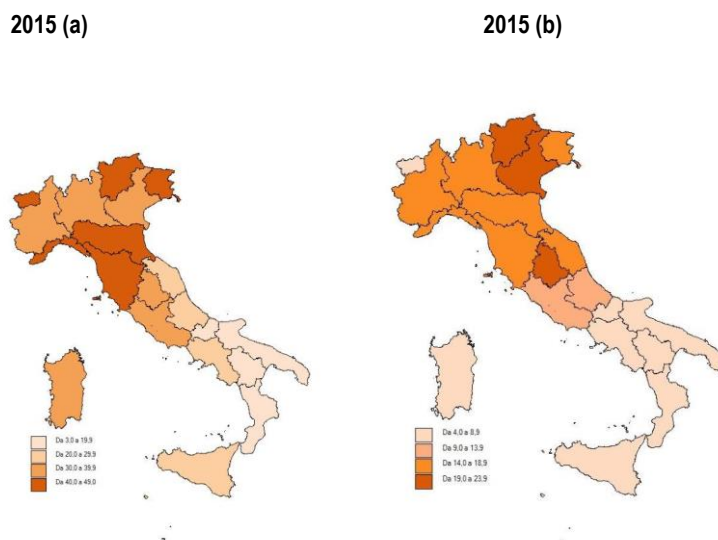 2015 (a)
2015 (b)
Da 3,0 a 19,9
Da 20,0 a 29,9
Da 30,0 a 39,9
Da 40,0 a 49,0
Da 4,0 a 8,9
Da 9,0 a 13,9
Da 14,0 a 18,9
Da 19,0 a 23,9